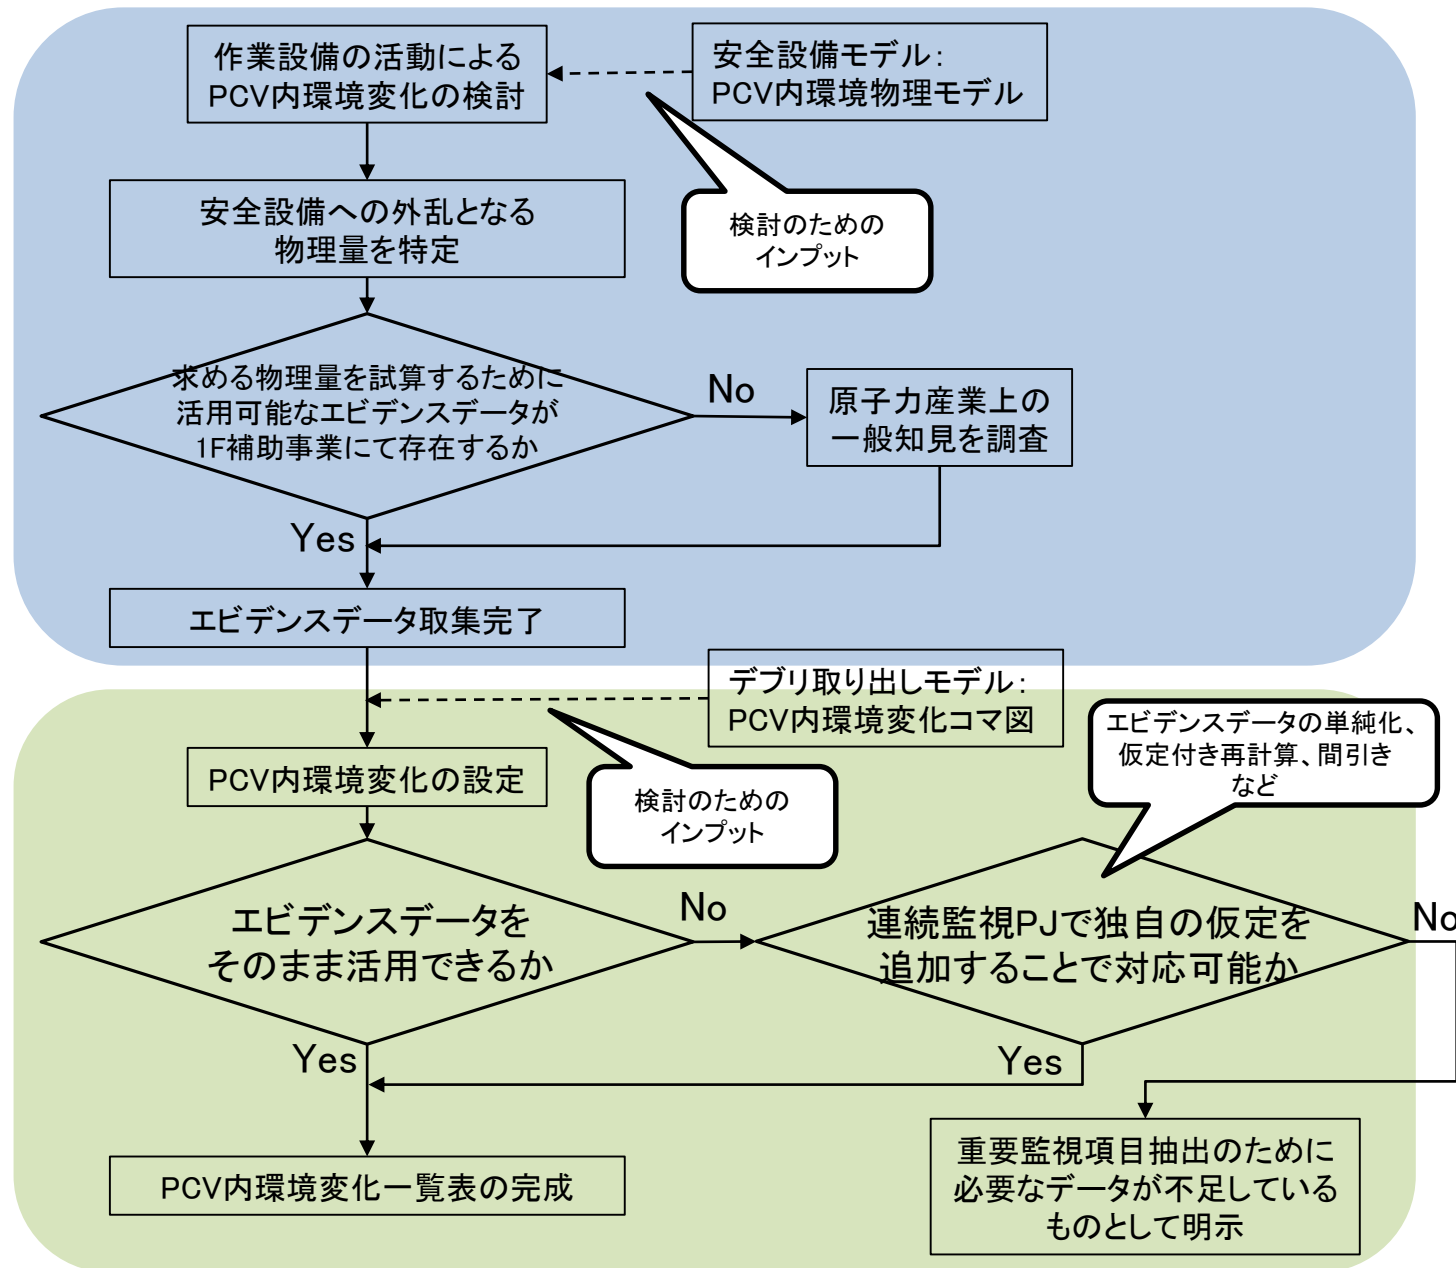 作業設備の活動による
PCV内環境変化の検討
安全設備モデル：
PCV内環境物理モデル
検討のための
インプット
安全設備への外乱となる
物理量を特定
求める物理量を試算するために
活用可能なエビデンスデータが
1F補助事業にて存在するか
No
原子力産業上の
一般知見を調査
Yes
エビデンスデータ取集完了
デブリ取り出しモデル：
PCV内環境変化コマ図
検討のための
インプット
エビデンスデータの単純化、
仮定付き再計算、間引き
など
PCV内環境変化の設定
エビデンスデータを
そのまま活用できるか
No
連続監視PJで独自の仮定を
追加することで対応可能か
No
Yes
Yes
PCV内環境変化一覧表の完成
重要監視項目抽出のために
必要なデータが不足している
ものとして明示